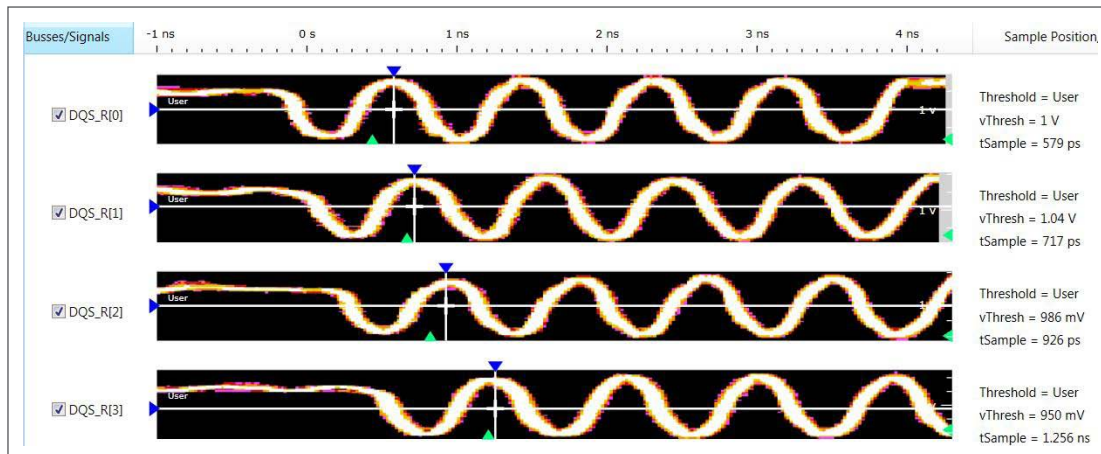 Busses/Signals -1 ns 0 s 1 ns 2 ns 3 ns 4 ns Sample Position,
DQS_R[0]
User
1 V
Threshold = User
vThresh = 1 V
tSample = 579 ps
DQS_R[1]
User
1 V
Threshold = User
vThresh = 1.04 V
tSample = 717 ps
DQS_R[2]
User
Threshold = User
vThresh = 986 mV
tSample = 926 ps
DQS_R[3]
User
Threshold = User
vThresh = 950 mV
tSample = 1.256 ns